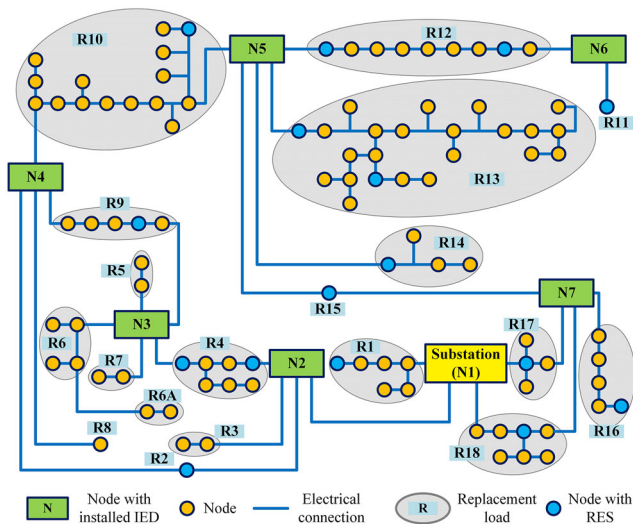 R10
N5
R12
N6
R11
R13
N4
R9
R14
R5
R15
N7
N3
R6
R7
R4
N2
R1
Substation
(N1)
R17
R6A
R8
R3
R2
R18
R16
N
Node with
installed IED
Node
Electrical
connection
R
Replacement
load
Node with
RES